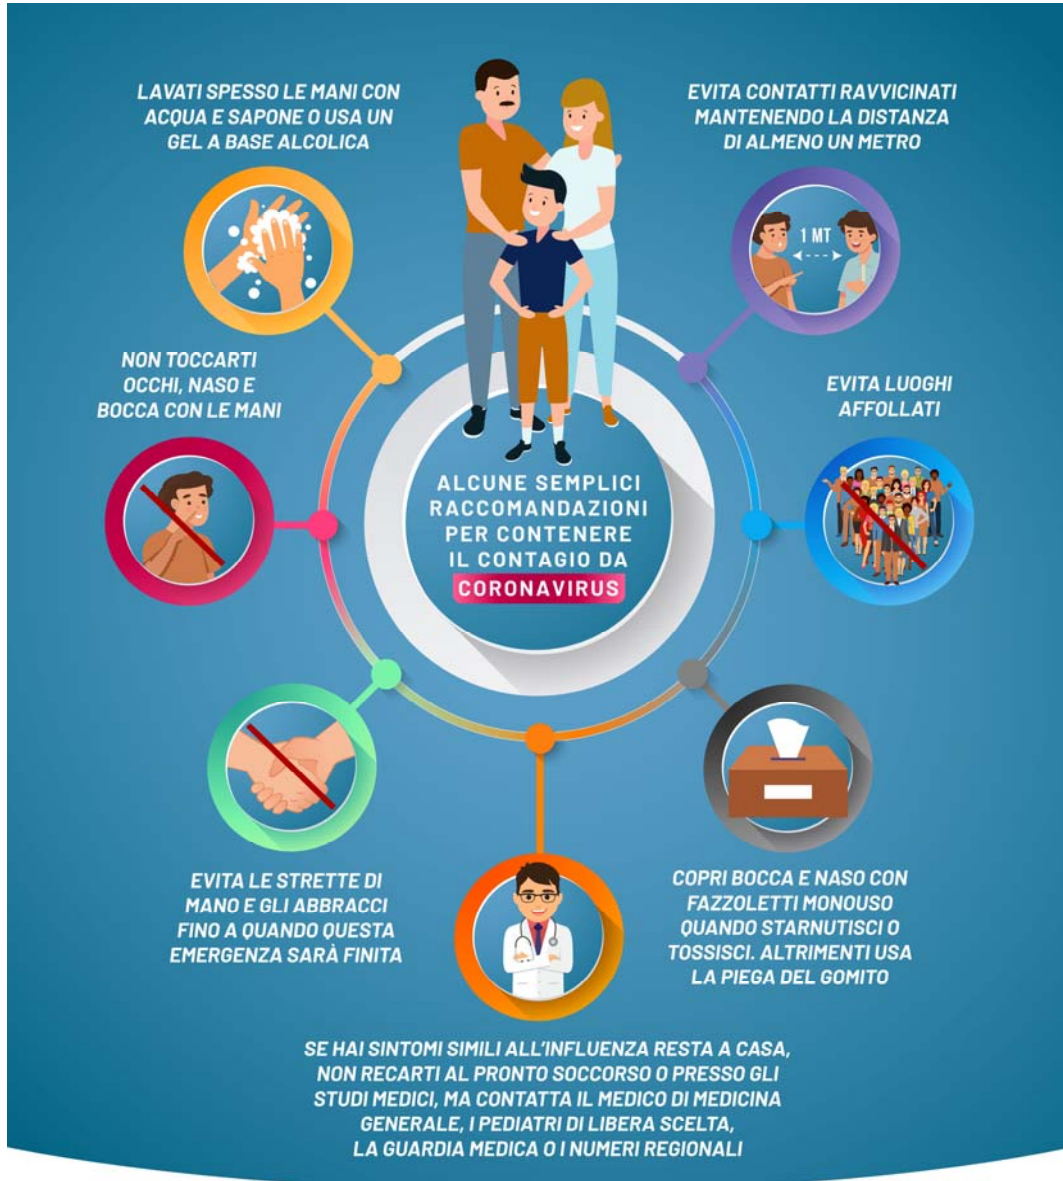 LAVATI SPESSO LE MANI CON
ACQUA E SAPONE O USA UN
GEL A BASE ALCOLICA
EVITA CONTATTI RAVVICINATI
MANTENENDO LA DISTANZA
DI ALMENO UN METRO
1 MT
NON TOCCARTI
OCCHI, NASO E
BOCCA CON LE MANI
EVITA LUOGHI
AFFOLLATI
ALCUNE SEMPLICI
RACCOMANDAZIONI
PER CONTENERE
IL CONTAGIO DA
CORONAVIRUS
EVITA LE STRETTE DI
MANO E GLI ABBRACCI
FINO A QUANDO QUESTA
EMERGENZA SARÀ FINITA
COPRI BOCCA E NASO CON
FAZZOLETTI MONOUSO
QUANDO STARNUTISCI O
TOSSISCI. ALTRIMENTI USA
LA PIEGA DEL GOMITO
SE HAI SINTOMI SIMILI ALL'INFLUENZA RESTA A CASA,
NON RECARTI AL PRONTO SOCCORSO O PRESSO GLI
STUDI MEDICI, MA CONTATTA IL MEDICO DI MEDICINA
GENERALE, I PEDIATRI DI LIBERA SCELTA,
LA GUARDIA MEDICA O I NUMERI REGIONALI